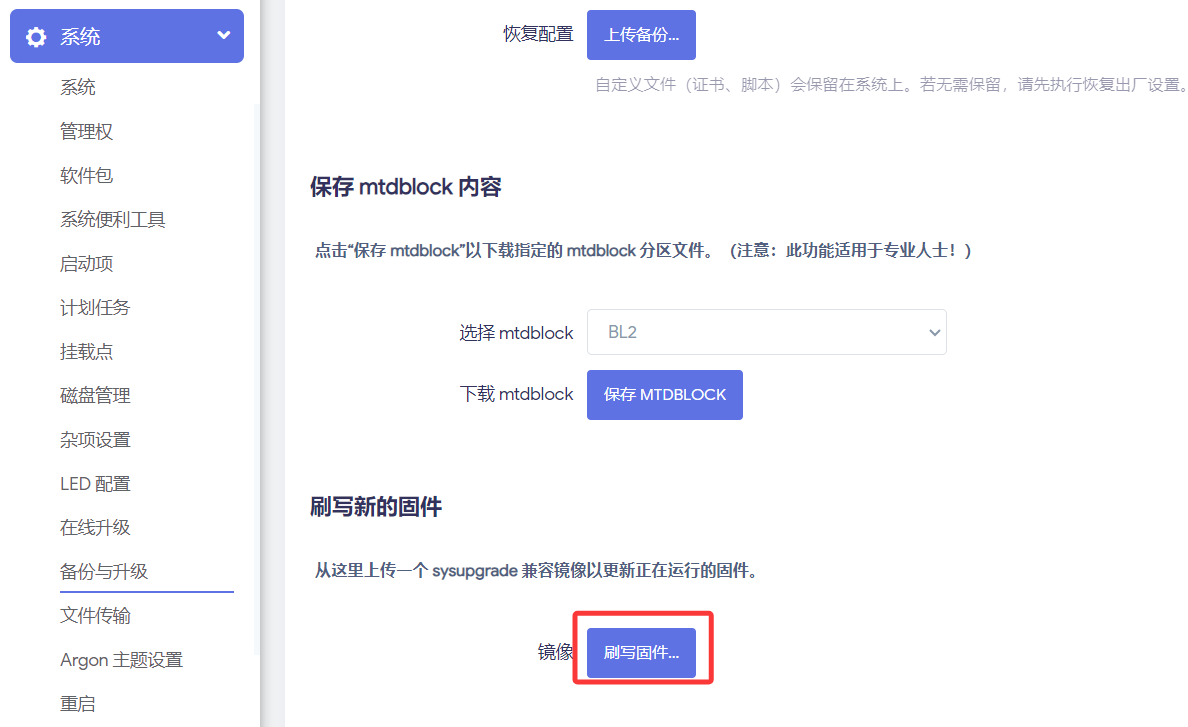 系统
系统
管理权
软件包
系统便利工具
启动项
计划任务
挂载点
磁盘管理
杂项设置
LED 配置
在线升级
备份与升级
文件传输
Argon 主题设置
重启
恢复配置 上传备份...
自定义文件（证书、脚本）会保留在系统上。若无需保留，请先执行恢复出厂设置。
保存 mtdblock 内容
点击“保存 mtdblock”以下载指定的 mtdblock 分区文件。（注意：此功能适用于专业人士！）
选择 mtdblock BL2
下载 mtdblock 保存 MTDBLOCK
刷写新的固件
从这里上传一个 sysupgrade 兼容镜像以更新正在运行的固件。
镜像 刷写固件...